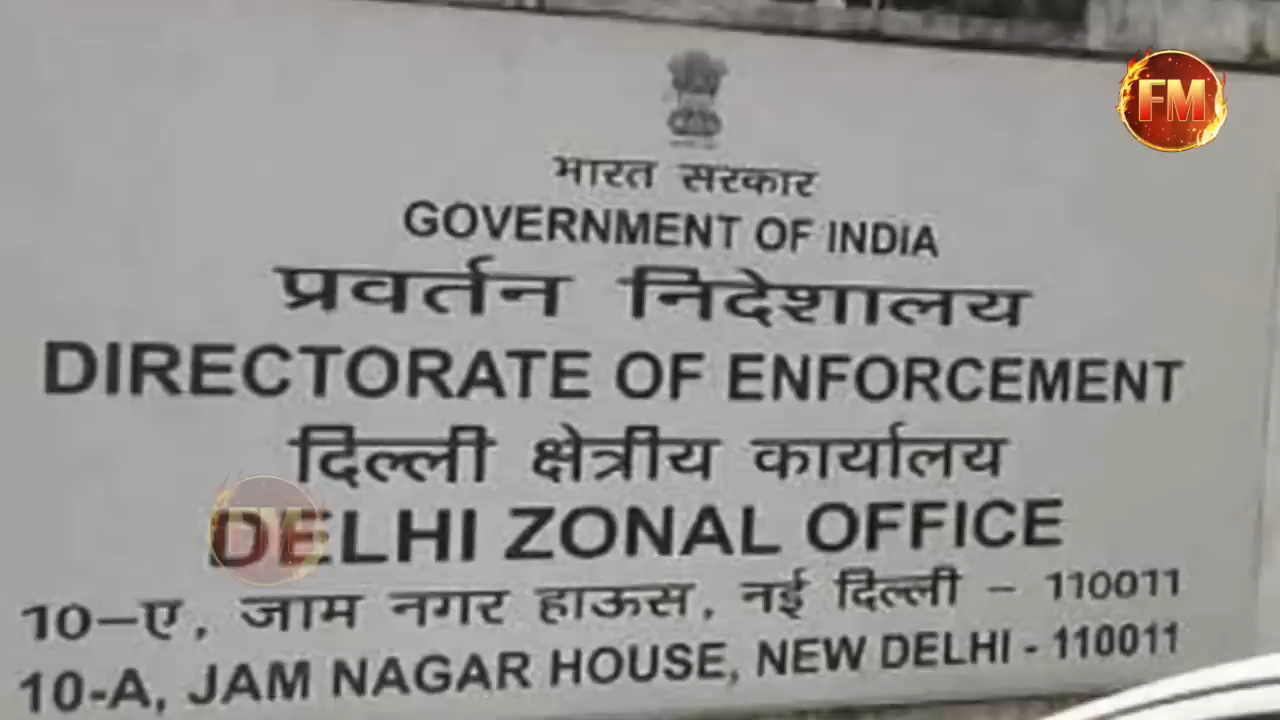 FM
भारत सरकार
GOVERNMENT OF INDIA
प्रवर्तन निदेशालय
DIRECTORATE OF ENFORCEMENT
दिल्ली क्षेत्रीय कार्यालय
DELHI ZONAL OFFICE
10–ए, जाम नगर हाऊस, नई दिल्ली – 110011
10-A, JAM NAGAR HOUSE, NEW DELHI - 110011